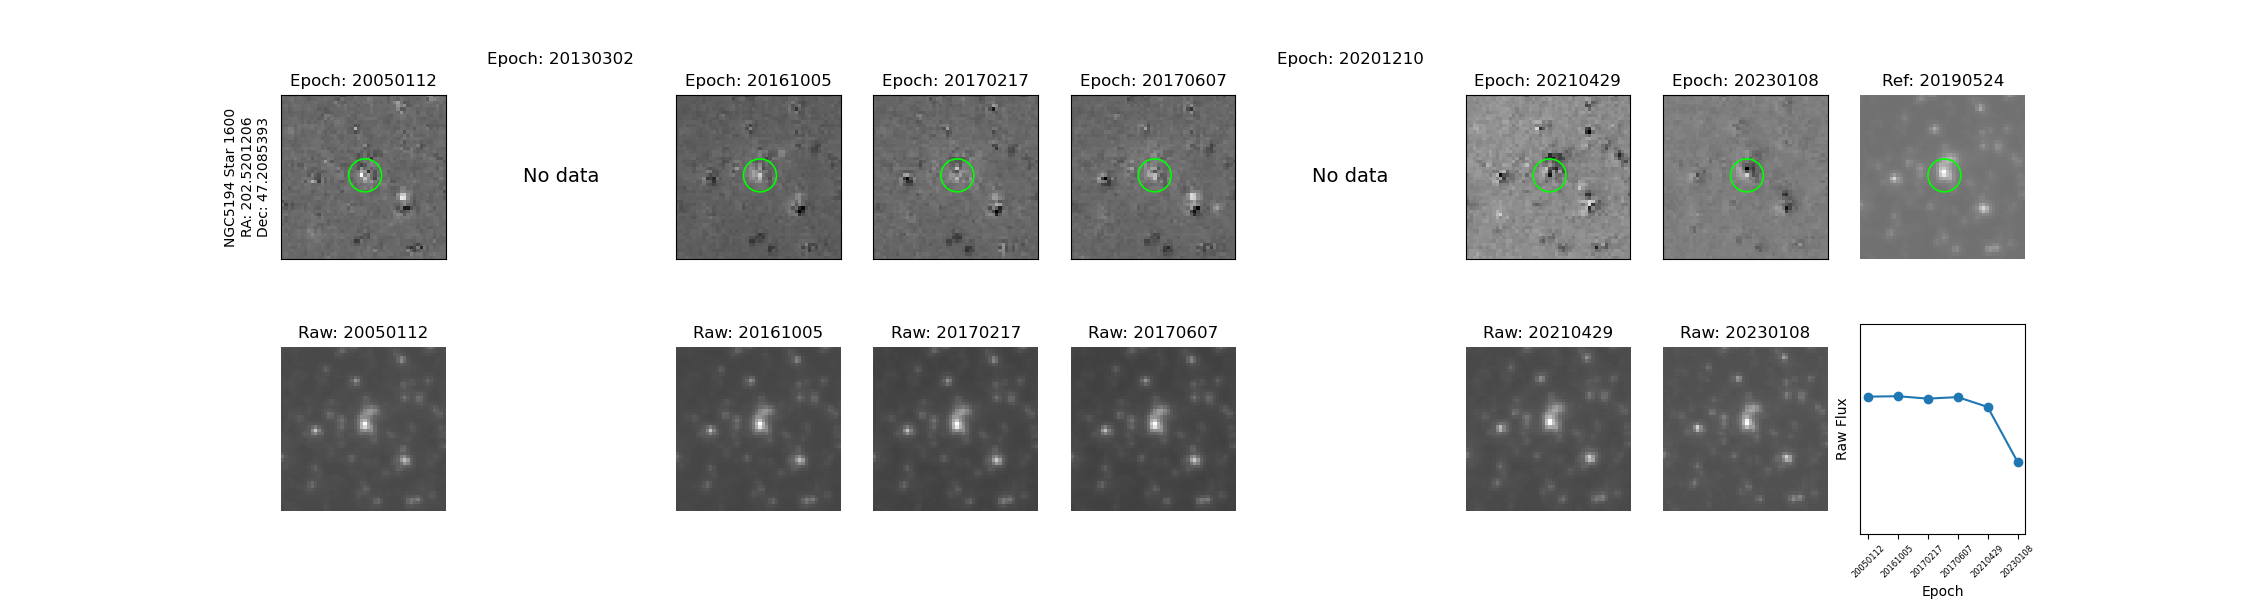 Epoch: 20130302
Epoch: 20201210
Epoch: 20050112
Epoch: 20161005
Epoch: 20170217
Epoch: 20170607
Epoch: 20210429
Epoch: 20230108
Ref: 20190524
NGC5194 Star 1600
RA: 202.5201206
Dec: 47.2085393
No data
No data
Raw: 20050112
Raw: 20161005
Raw: 20170217
Raw: 20170607
Raw: 20210429
Raw: 20230108
Raw Flux
20050112
20161005
20170217
20170607
20210429
20230108
Epoch